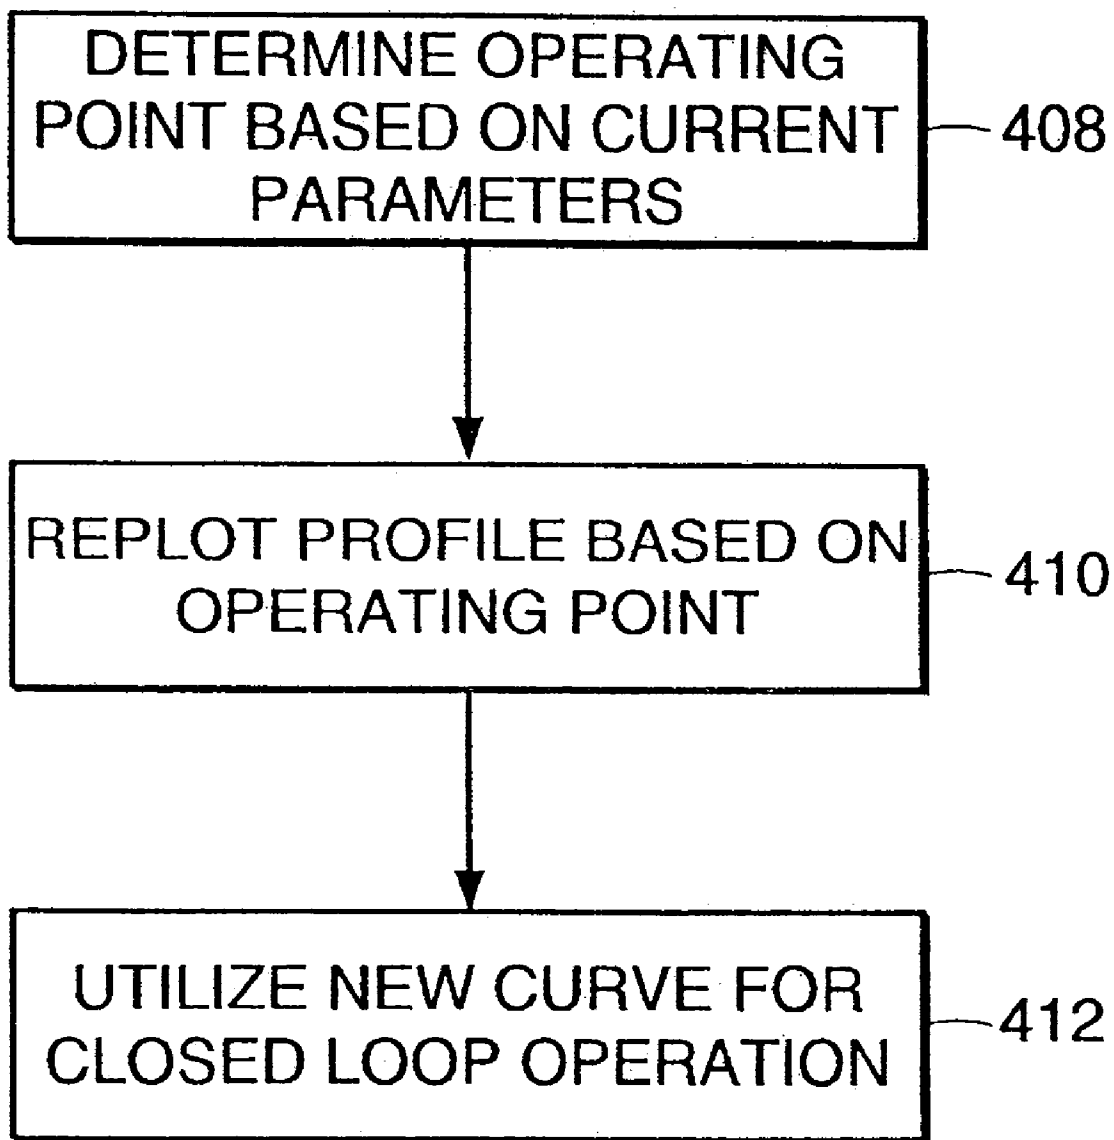 DETERMINE OPERATING
POINT BASED ON CURRENT
PARAMETERS
408
REPLOT PROFILE BASED ON
OPERATING POINT
410
UTILIZE NEW CURVE FOR
CLOSED LOOP OPERATION
412